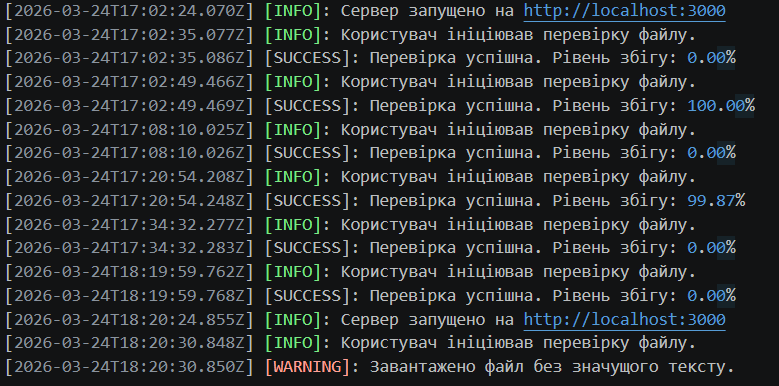 [2026-03-24T17:02:24.070Z] [INFO]: Сервер запущено на http://localhost:3000
[2026-03-24T17:02:35.077Z] [INFO]: Користувач ініціював перевірку файлу.
[2026-03-24T17:02:35.086Z] [SUCCESS]: Перевірка успішна. Рівень збігу: 0.00%
[2026-03-24T17:02:49.466Z] [INFO]: Користувач ініціював перевірку файлу.
[2026-03-24T17:02:49.469Z] [SUCCESS]: Перевірка успішна. Рівень збігу: 100.00%
[2026-03-24T17:08:10.025Z] [INFO]: Користувач ініціював перевірку файлу.
[2026-03-24T17:08:10.026Z] [SUCCESS]: Перевірка успішна. Рівень збігу: 0.00%
[2026-03-24T17:20:54.208Z] [INFO]: Користувач ініціював перевірку файлу.
[2026-03-24T17:20:54.248Z] [SUCCESS]: Перевірка успішна. Рівень збігу: 99.87%
[2026-03-24T17:34:32.277Z] [INFO]: Користувач ініціював перевірку файлу.
[2026-03-24T17:34:32.283Z] [SUCCESS]: Перевірка успішна. Рівень збігу: 0.00%
[2026-03-24T18:19:59.762Z] [INFO]: Користувач ініціював перевірку файлу.
[2026-03-24T18:19:59.768Z] [SUCCESS]: Перевірка успішна. Рівень збігу: 0.00%
[2026-03-24T18:20:24.855Z] [INFO]: Сервер запущено на http://localhost:3000
[2026-03-24T18:20:30.848Z] [INFO]: Користувач ініціював перевірку файлу.
[2026-03-24T18:20:30.850Z] [WARNING]: Завантажено файл без значущого тексту.